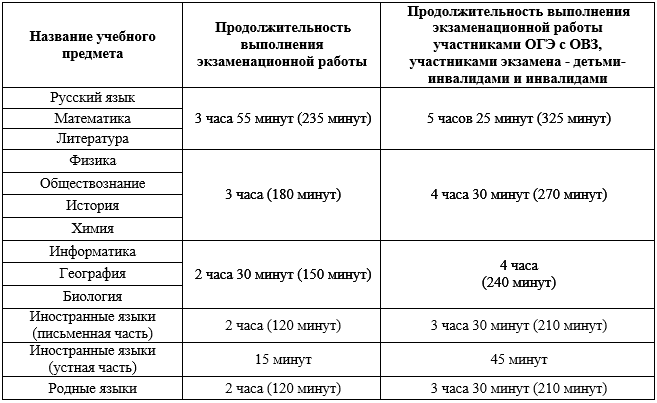 Название учебного
предмета
Продолжительность
выполнения
экзаменационной работы
Продолжительность выполнения
экзаменационной работы
участниками ОГЭ с ОВЗ,
участниками экзамена - детьми-
инвалидами и инвалидами
Русский язык
Математика
Литература
3 часа 55 минут (235 минут)
5 часов 25 минут (325 минут)
Физика
Обществознание
История
Химия
3 часа (180 минут)
4 часа 30 минут (270 минут)
Информатика
География
Биология
2 часа 30 минут (150 минут)
4 часа
(240 минут)
Иностранные языки
(письменная часть)
2 часа (120 минут)
3 часа 30 минут (210 минут)
Иностранные языки
(устная часть)
15 минут
45 минут
Родные языки
2 часа (120 минут)
3 часа 30 минут (210 минут)